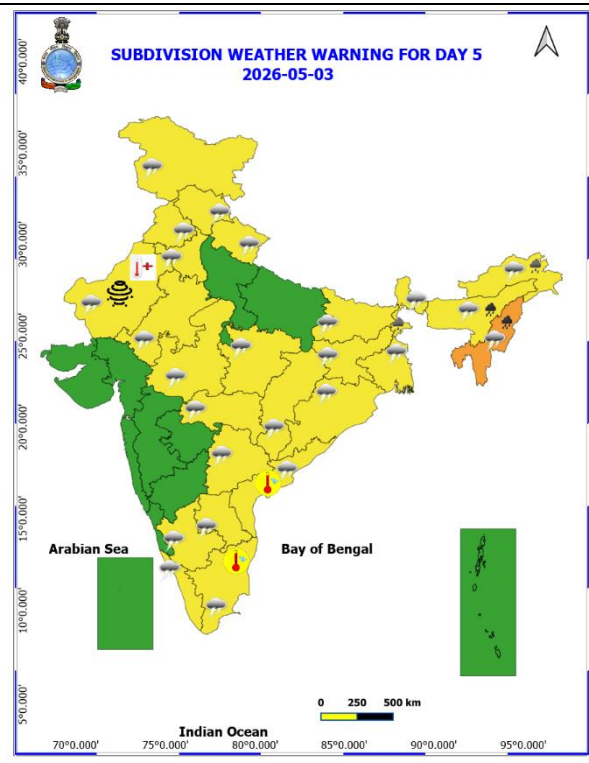 SUBDIVISION WEATHER WARNING FOR DAY 5
2026-05-03
40°0.000'
35°0.000'
30°0.000'
25°0.000'
20°0.000'
15°0.000'
10°0.000'
5°0.000'
Arabian Sea
Bay of Bengal
0 250 500 km
Indian Ocean
70°0.000' 75°0.000' 80°0.000' 85°0.000' 90°0.000' 95°0.000'